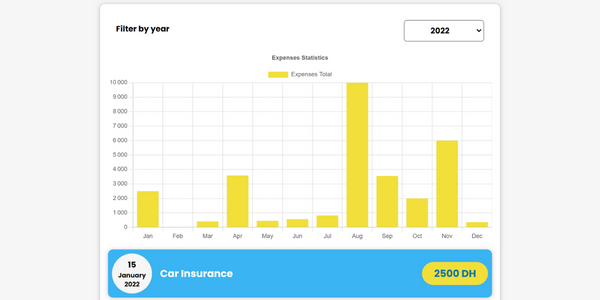 Filter by year
2022
Expenses Statistics
Expenses Total
10 000
9 000
8 000
7 000
6 000
5 000
4 000
3 000
2 000
1 000
0
Jan Feb Mar Apr May Jun Jul Aug Sep Oct Nov Dec
15
January
2022
Car Insurance
2500 DH